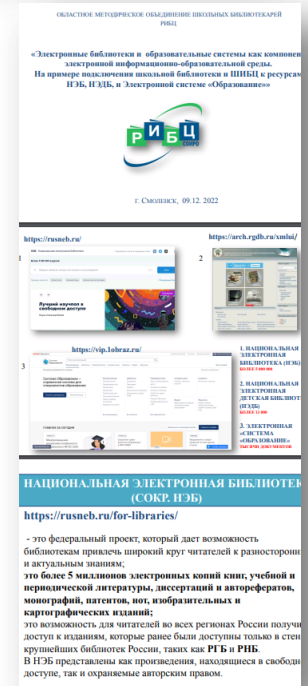 ОБЛАСТНОЕ МЕТОДИЧЕСКОЕ ОБЪЕДИНЕНИЕ ШКОЛЬНЫХ БИБЛИОТЕКАРЕЙ
РИБЦ
«Электронные библиотеки и образовательные системы как компонен
электронной информационно-образовательной среды.
На примере подключения школьной библиотеки и ШИБЦ к ресурсам
НЭБ, НЭДБ, и Электронной системе «Образование»»
РИБЦ
СОИРО
г. Смоленск, 09.12. 2022
https://rusneb.ru/
https://arch.rgdb.ru/xmlui/
1
2
Лучший научпоп в
свободном доступе
https://vip.1obraz.ru/
3
1. НАЦИОНАЛЬНАЯ
ЭЛЕКТРОННАЯ
БИБЛИОТЕКА (НЭБ)
2. НАЦИОНАЛЬНАЯ
ЭЛЕКТРОННАЯ
ДЕТСКАЯ БИБЛИОТ
(НЭДБ)
3. ЭЛЕКТРОННАЯ
«СИСТЕМА
«ОБРАЗОВАНИЕ»
ТЫСЯЧИ ДОКУМЕНТОВ
НАЦИОНАЛЬНАЯ ЭЛЕКТРОННАЯ БИБЛИОТЕК
(СОКР. НЭБ)
https://rusneb.ru/for-libraries/
- это федеральный проект, который дает возможность
библиотекам привлечь широкий круг читателей к разносторонн
и актуальным знаниям;
это более 5 миллионов электронных копий книг, учебной и
периодической литературы, диссертаций и авторефератов,
монографий, патентов, нот, изобразительных и
картографических изданий;
это возможность для читателей во всех регионах России получи
доступ к изданиям, которые ранее были доступны только в стен
крупнейших библиотек России, таких как РГБ и РНБ.
В НЭБ представлены как произведения, находящиеся в свободн
доступе, так и охраняемые авторским правом.